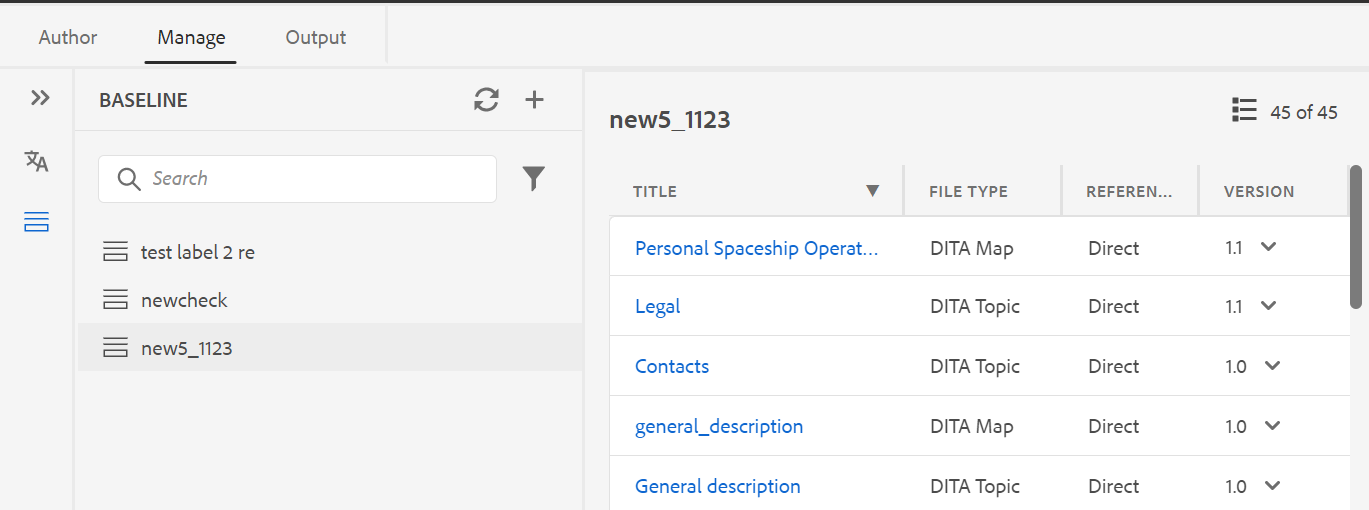 Author Manage Output
BASELINE
Search
test label 2 re
newcheck
new5_1123
new5_1123
45 of 45
TITLE FILE TYPE REFEREN... VERSION
Personal Spaceship Operat... DITA Map Direct 1.1
Legal DITA Topic Direct 1.1
Contacts DITA Topic Direct 1.0
general_description DITA Map Direct 1.0
General description DITA Topic Direct 1.0